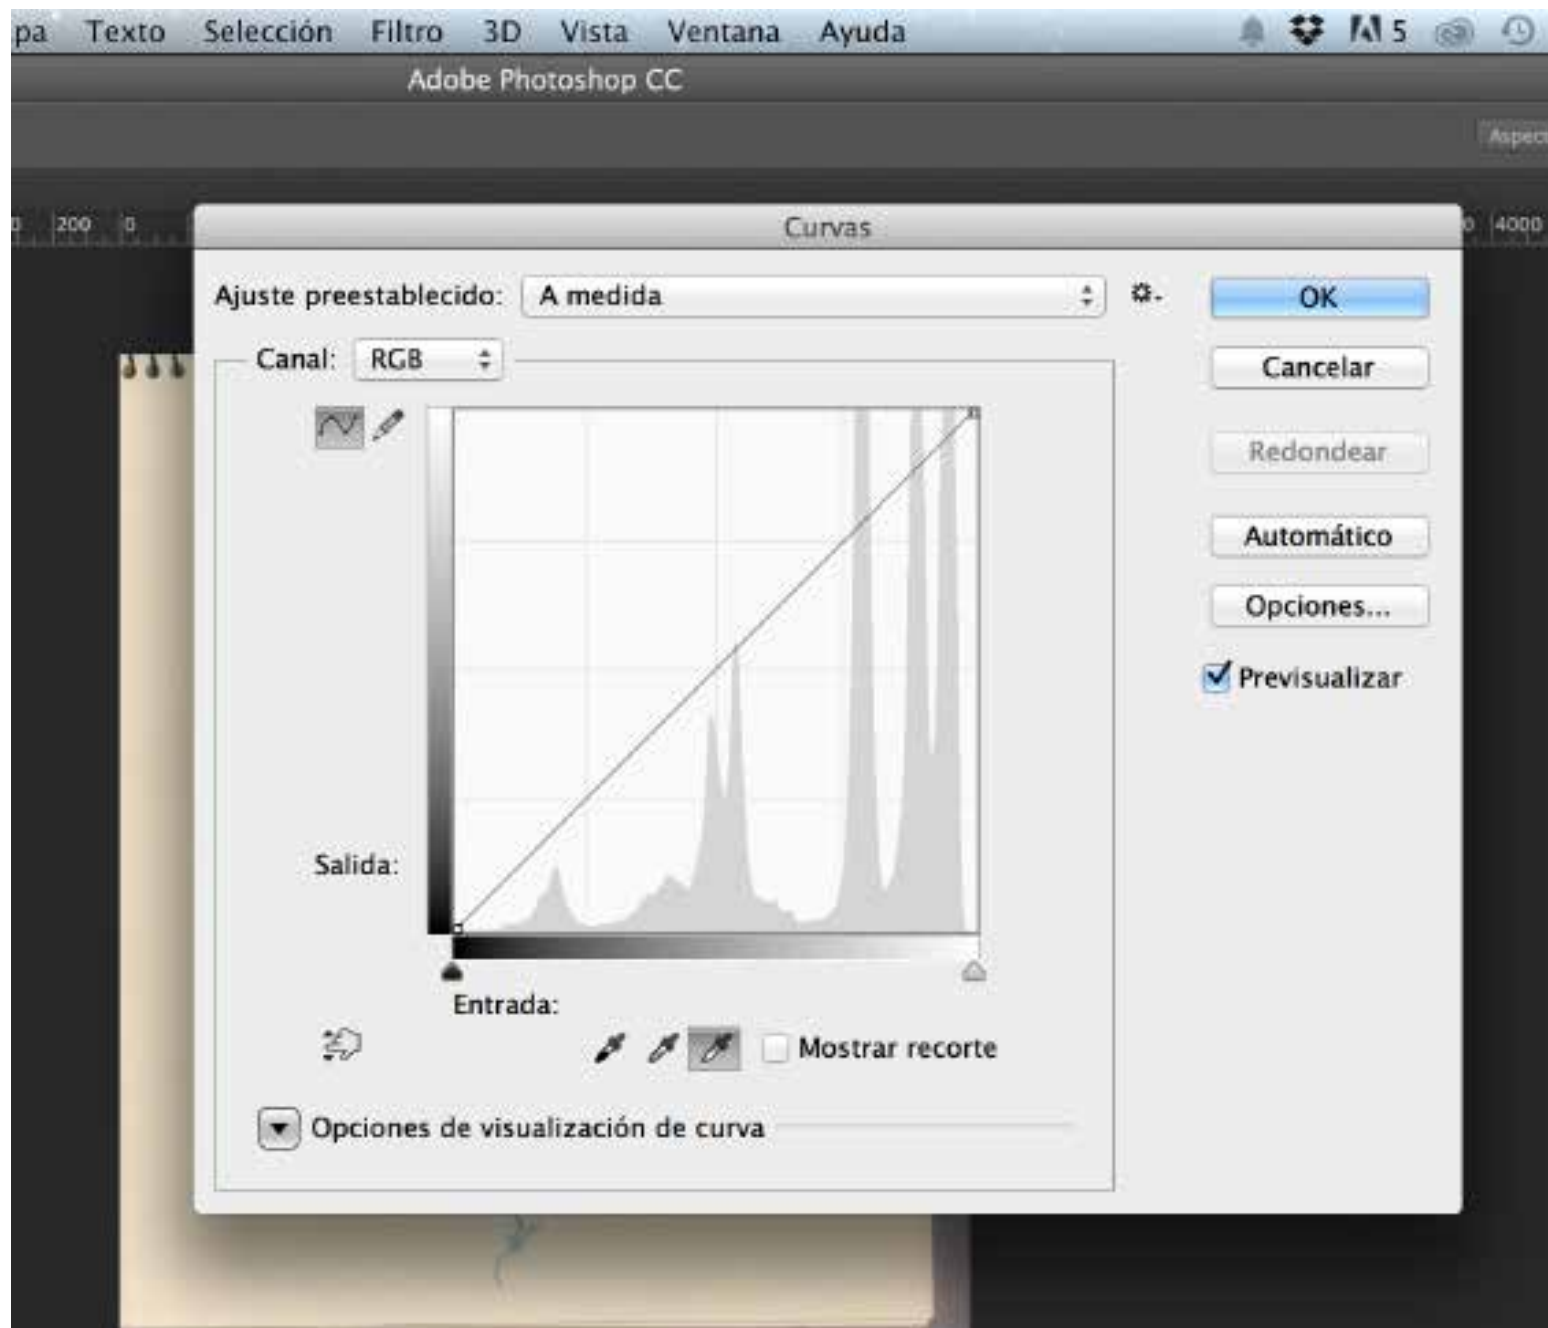 pa Texto Selección Filtro 3D Vista Ventana Ayuda 5
Adobe Photoshop CC
200 0 4000
Curvas
Ajuste preestablecido: A medida
OK
Canal: RGB
Cancelar
Redondear
Automático
Opciones...
Previsualizar
Salida:
Entrada:
Mostrar recorte
Opciones de visualización de curva